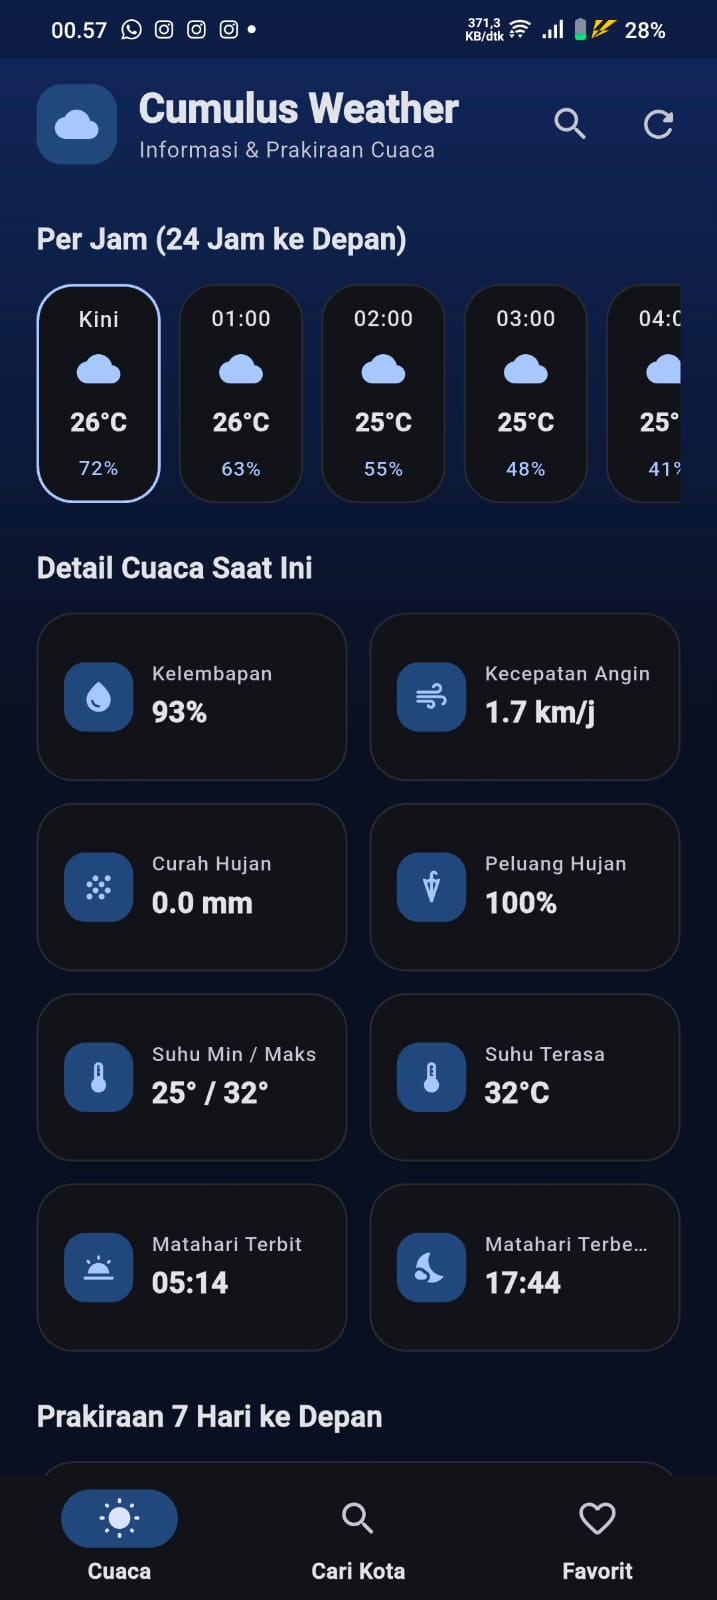 00.57
371,3
KB/dtk
28%
Cumulus Weather
Informasi & Prakiraan Cuaca
Per Jam (24 Jam ke Depan)
Kini 01:00 02:00 03:00 04:0
26°C 26°C 25°C 25°C 25°
72% 63% 55% 48% 41%
Detail Cuaca Saat Ini
Kelembapan
93%
Kecepatan Angin
1.7 km/j
Curah Hujan
0.0 mm
Peluang Hujan
100%
Suhu Min / Maks
25° / 32°
Suhu Terasa
32°C
Matahari Terbit
05:14
Matahari Terbe...
17:44
Prakiraan 7 Hari ke Depan
Cuaca
Cari Kota
Favorit